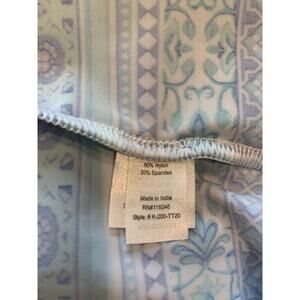 80% Nylon
20% Spandex
Made in India
RN#118246
Style: # K-200-TT20